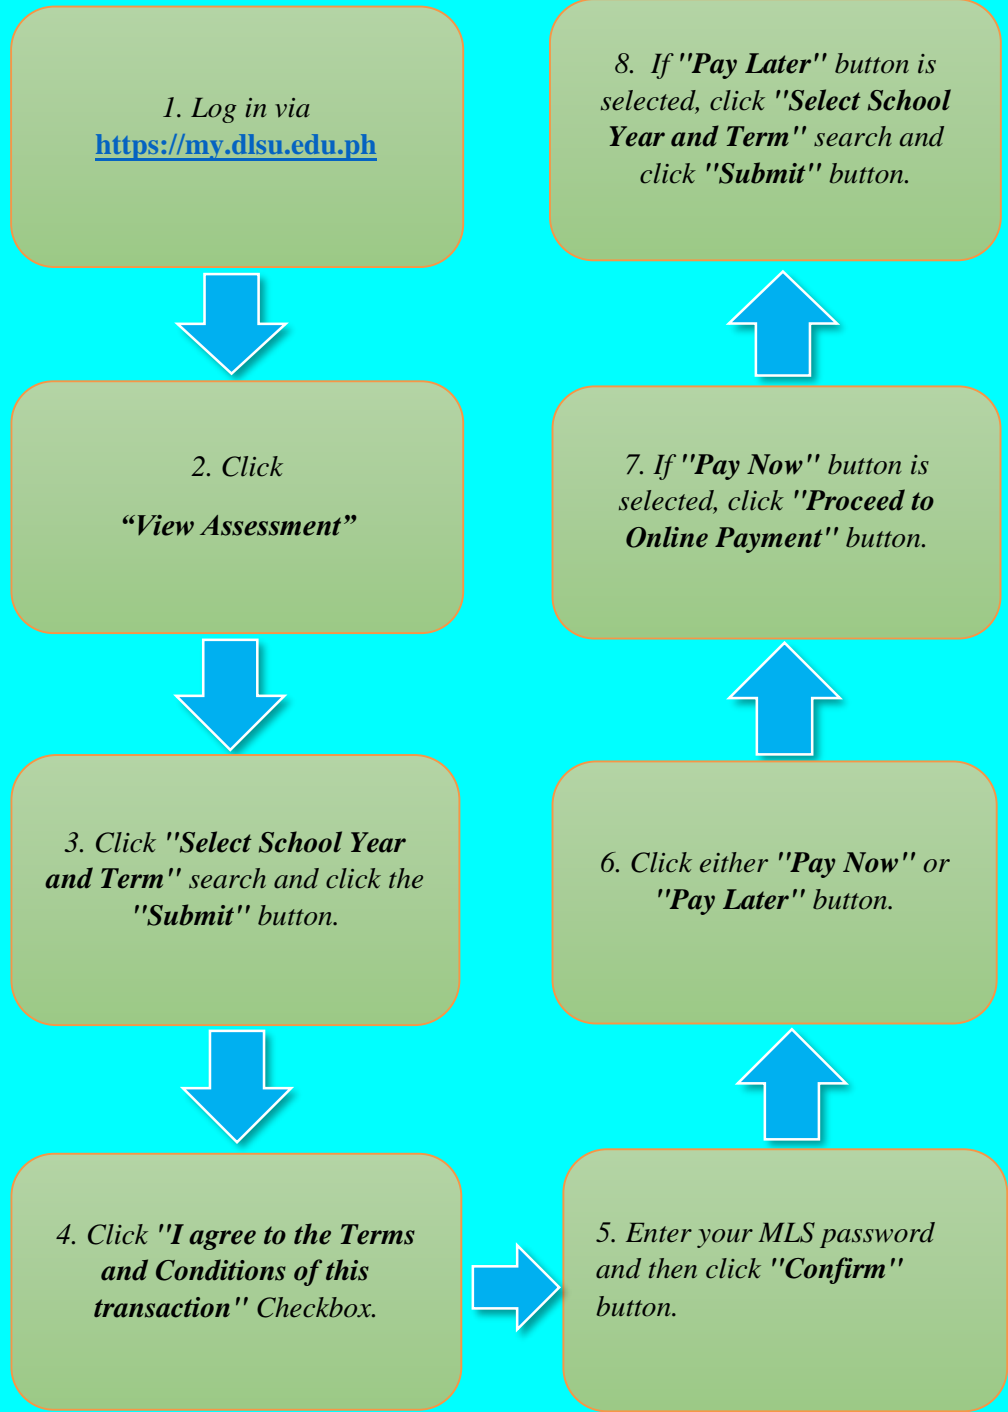 1. Log in via
https://my.dlsu.edu.ph
2. Click
“View Assessment”
3. Click "Select School Year
and Term" search and click the
"Submit" button.
4. Click "I agree to the Terms
and Conditions of this
transaction" Checkbox.
5. Enter your MLS password
and then click "Confirm"
button.
6. Click either "Pay Now" or
"Pay Later" button.
7. If "Pay Now" button is
selected, click "Proceed to
Online Payment" button.
8. If "Pay Later" button is
selected, click "Select School
Year and Term" search and
click "Submit" button.